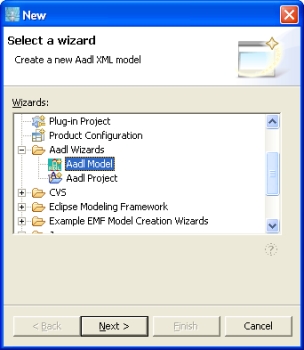 New
Select a wizard
Create a new Aadl XML model
Wizards:
Plug-in Project
Product Configuration
Aadl Wizards
Aadl Model
Aadl Project
CVS
Eclipse Modeling Framework
Example EMF Model Creation Wizards
< Back
Next >
Finish
Cancel